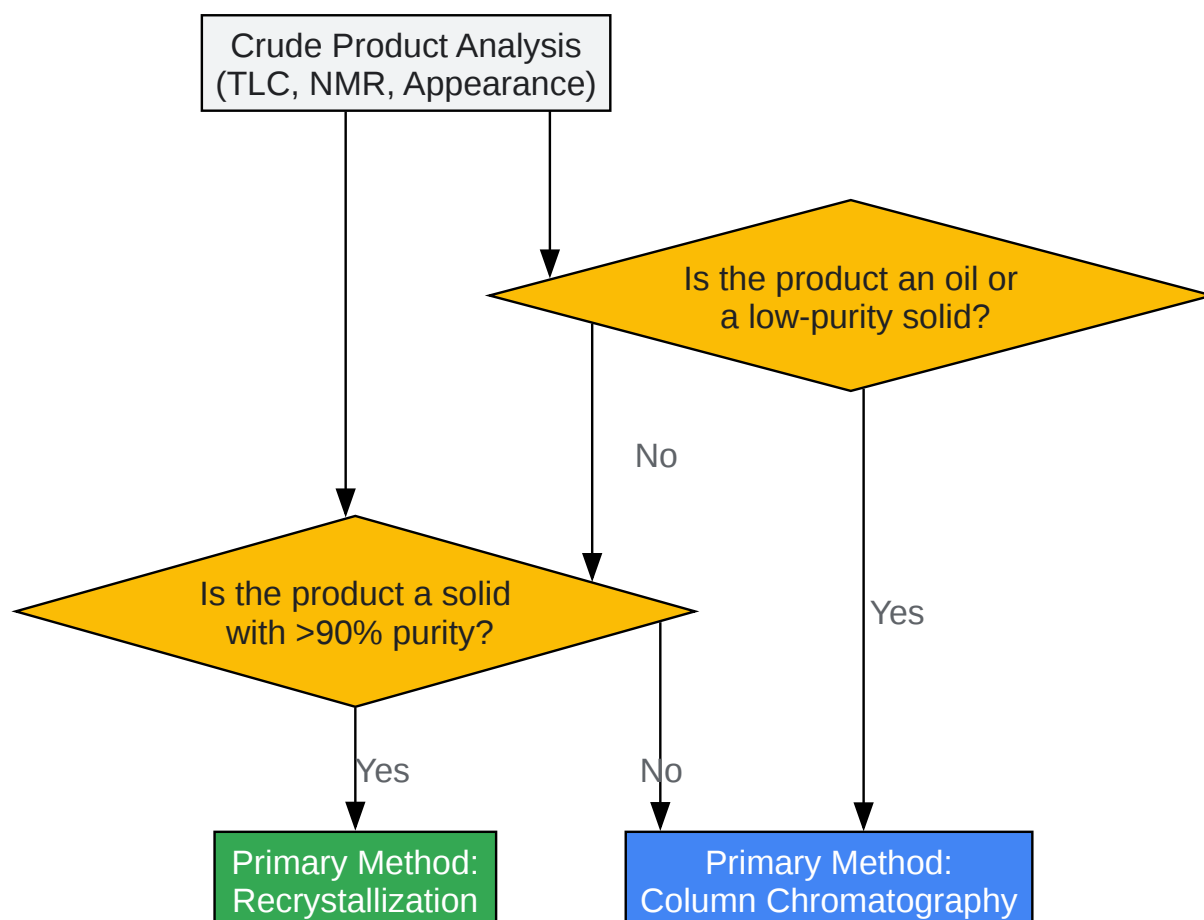 Crude Product Analysis
(TLC, NMR, Appearance)
Is the product an oil or
a low-purity solid?
No
Is the product a solid
with >90% purity?
Yes
Yes
No
Primary Method:
Recrystallization
Primary Method:
Column Chromatography